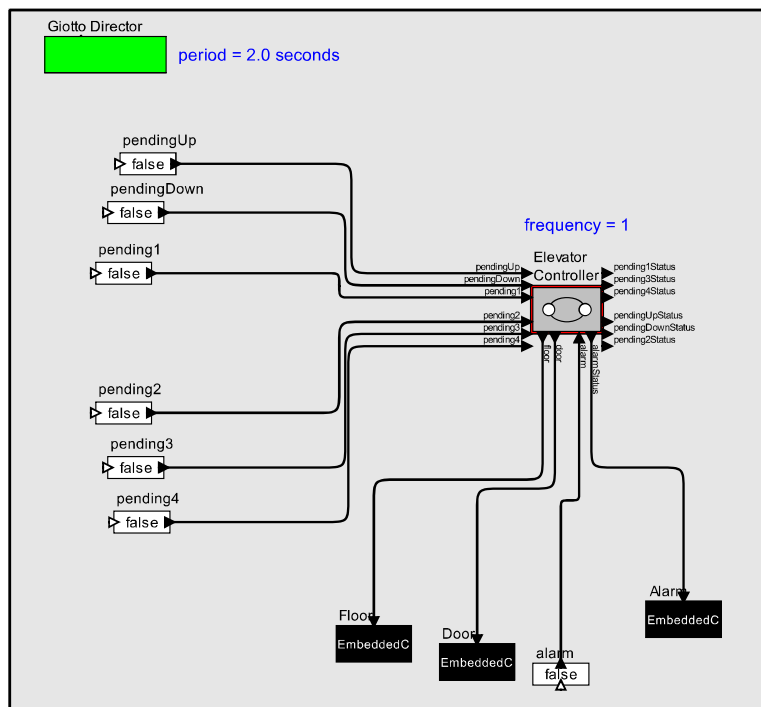 Giotto Director
period = 2.0 seconds
pendingUp
false
pendingDown
false
frequency = 1
pending1
false
Elevator
Controller
pendingUp
pendingDown
pending1
pending2
pending3
pending4
pending1Status
pending3Status
pending4Status
pendingUpStatus
pendingDownStatus
pending2Status
floor
door
alarm
alarmStatus
pending2
false
pending3
false
pending4
false
Floor
EmbeddedC
Door
EmbeddedC
alarm
false
Alarm
EmbeddedC